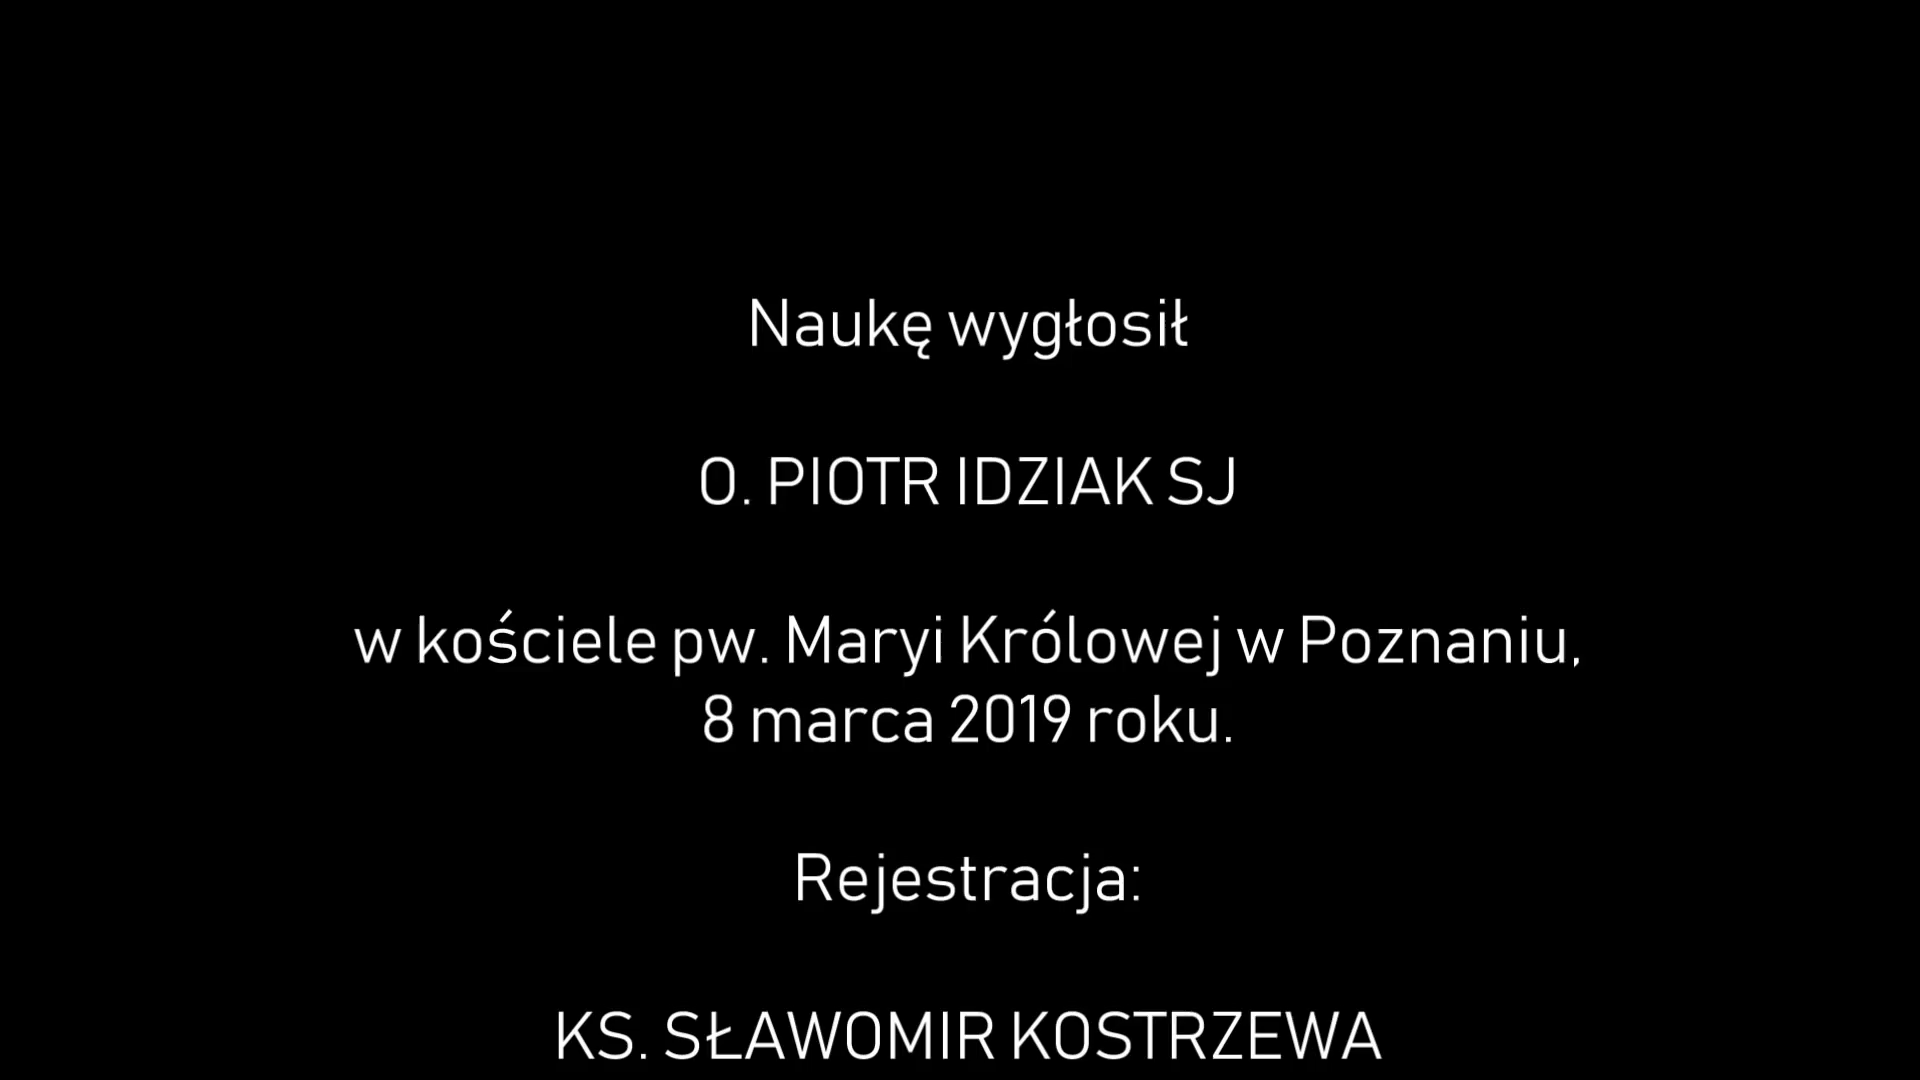 Naukę wygłosił
O. PIOTR IDZIAK SJ
w kościele pw. Maryi Królowej w Poznaniu,
8 marca 2019 roku.
Rejestracja:
KS. SŁAWOMIR KOSTRZEWA